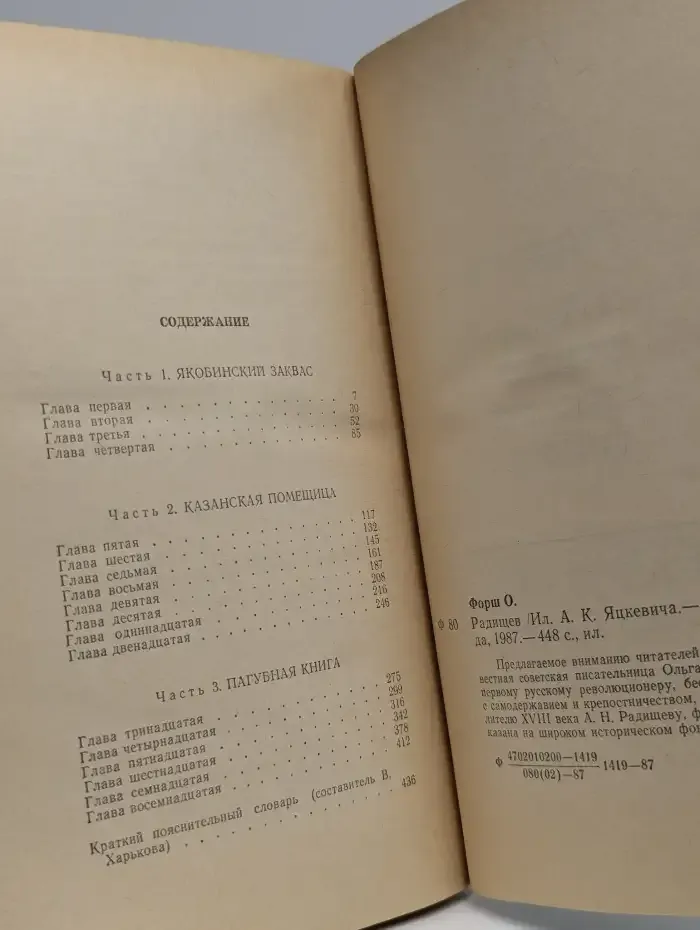 СОДЕРЖАНИЕ
Часть 1. ЯКОБИНСКИЙ ЗАКВАС
Глава первая . . . . . . . . . . . . . 7
Глава вторая . . . . . . . . . . . . . 30
Глава третья . . . . . . . . . . . . . 52
Глава четвертая . . . . . . . . . . . . 85
Часть 2. КАЗАНСКАЯ ПОМЕЩИЦА
Глава пятая . . . . . . . . . . . . . 117
Глава шестая . . . . . . . . . . . . . 132
Глава седьмая . . . . . . . . . . . . 145
Глава восьмая . . . . . . . . . . . . 161
Глава девятая . . . . . . . . . . . . 187
Глава десятая . . . . . . . . . . . . 208
Глава одиннадцатая . . . . . . . . . . 216
Глава двенадцатая . . . . . . . . . . 246
Часть 3. ПАГУБНАЯ КНИГА
Глава тринадцатая . . . . . . . . . . 275
Глава четырнадцатая . . . . . . . . . 299
Глава пятнадцатая . . . . . . . . . . 316
Глава шестнадцатая . . . . . . . . . . 342
Глава семнадцатая . . . . . . . . . . 378
Глава восемнадцатая . . . . . . . . . 412
Краткий пояснительный словарь (составитель В.
Харькова) . . . . . . . . . . . . . 436
Форш О.
Ф 80 Радищев /Ил. А. К. Яцкевича.—
да, 1987.— 448 с., ил.
Предлагаемое вниманию читателей
вестная советская писательница Ольга
первому русскому революционеру, бе
с самодержавием и крепостничеством,
лителю XVIII века А. Н. Радищеву, ф
казана на широком историческом фон
Ф 4702010200—1419
080(02)—87
1419—87